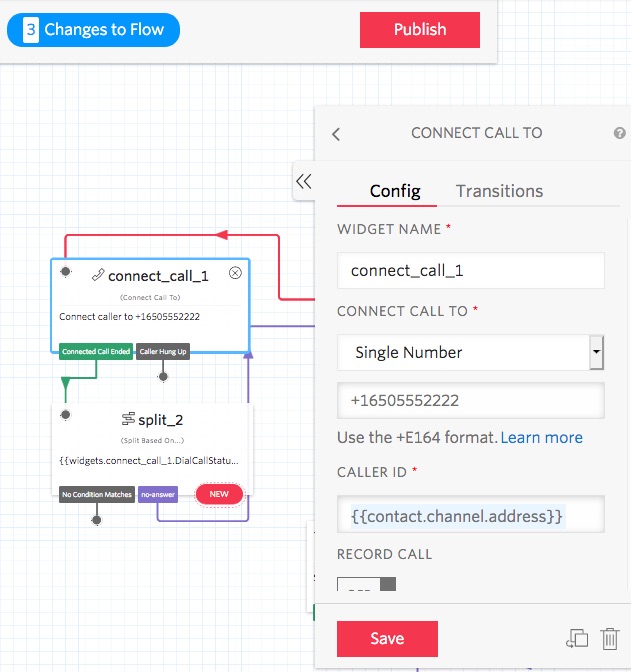 3 Changes to Flow
Publish
CONNECT CALL TO
?
Config
Transitions
WIDGET NAME *
connect_call_1
CONNECT CALL TO *
Single Number
+16505552222
Use the +E164 format. Learn more
CALLER ID *
{{contact.channel.address}}
RECORD CALL
Save
connect_call_1
(Connect Call To)
Connect caller to +16505552222
Connected Call Ended
Caller Hung Up
split_2
(Split Based On...)
{{widgets.connect_call_1.DialCallStatu...
No Condition Matches
no-answer
NEW